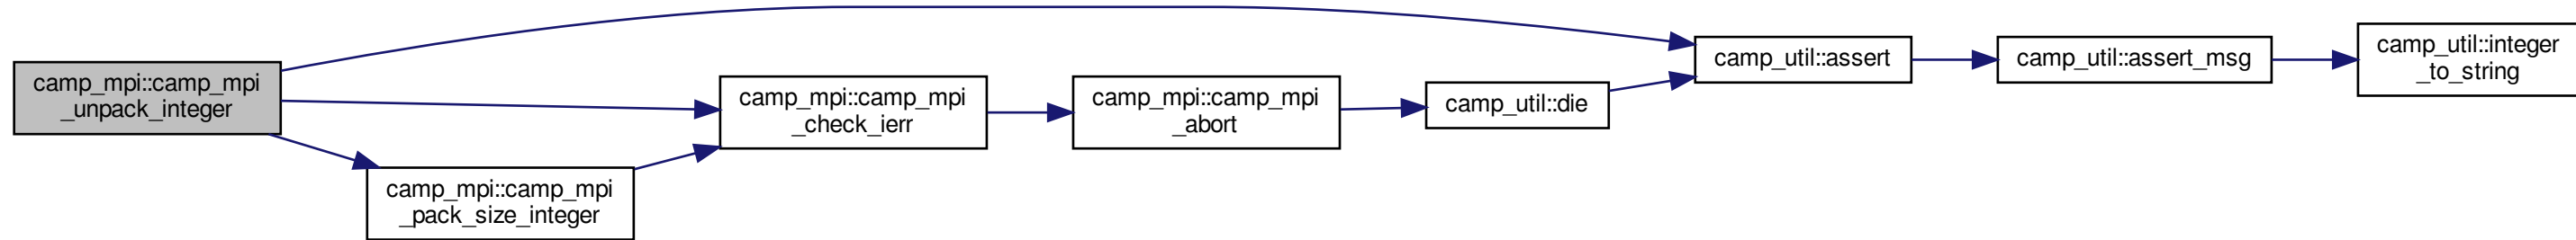 camp_mpi::camp_mpi
_unpack_integer
camp_mpi::camp_mpi
_pack_size_integer
camp_mpi::camp_mpi
_check_ierr
camp_mpi::camp_mpi
_abort
camp_util::die
camp_util::assert
camp_util::assert_msg
camp_util::integer
_to_string